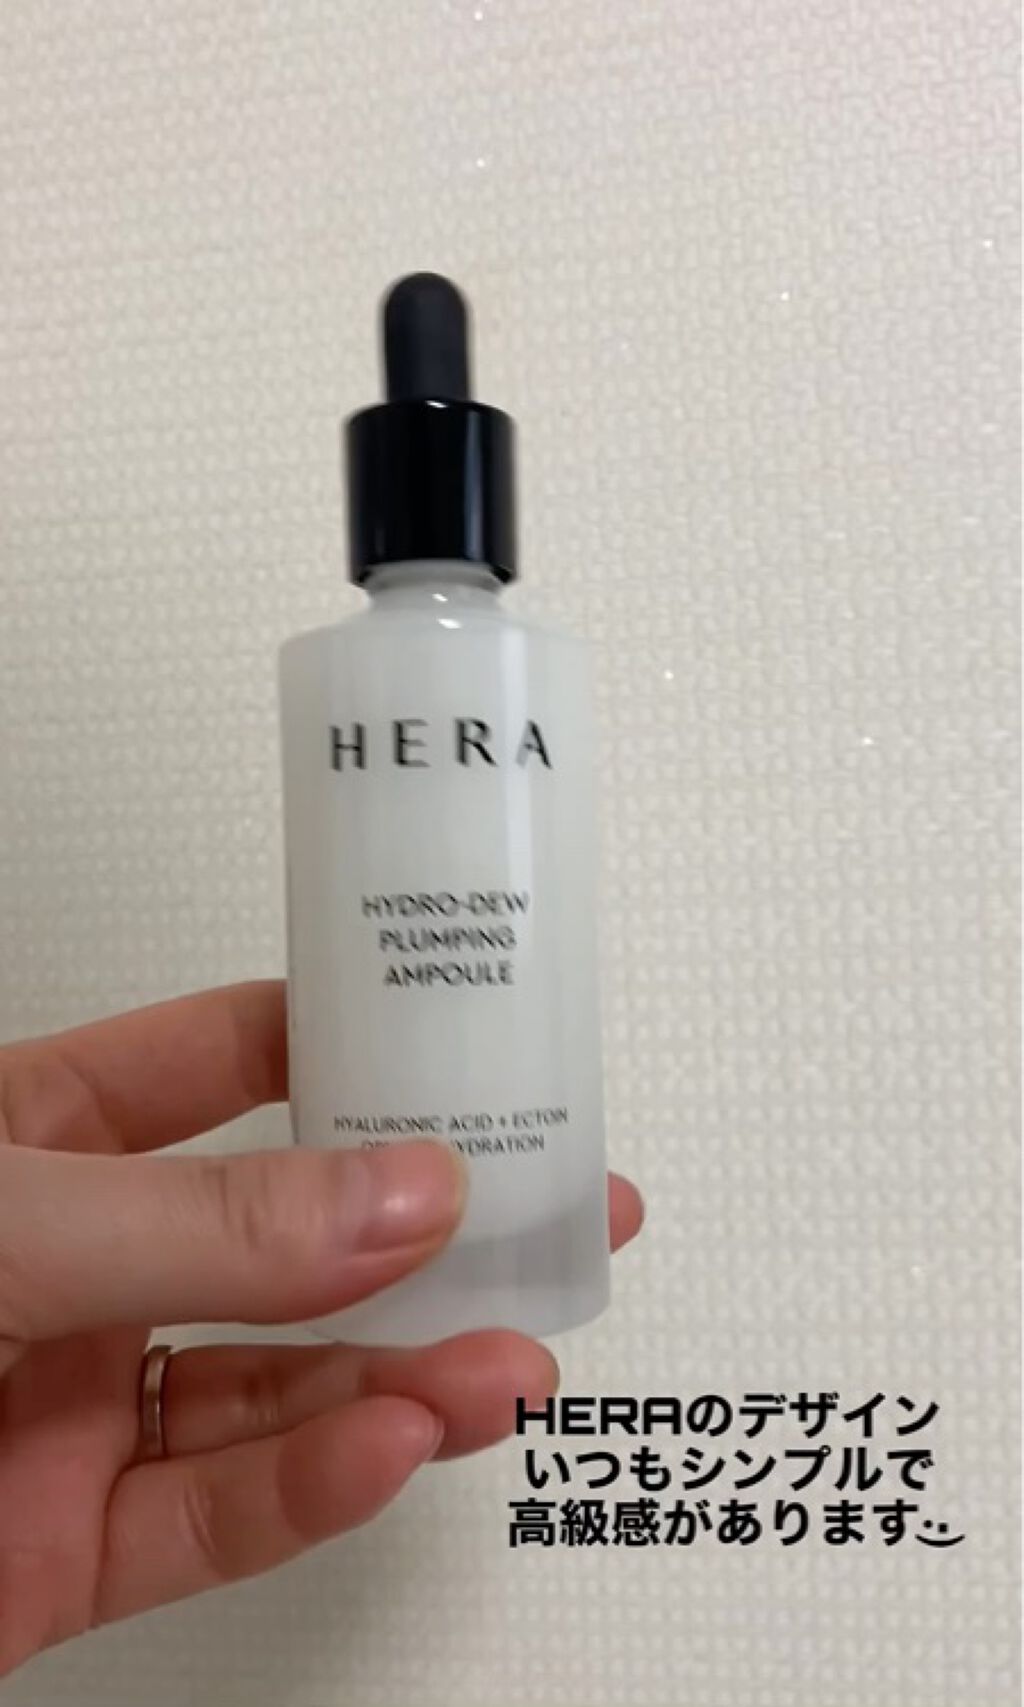 HERA
HYDRO-DEW
PLUMPING
AMPOULE
HYALURONIC ACID + ECTOIN
HERAのデザイン
いつもシンプルで
高級感があります